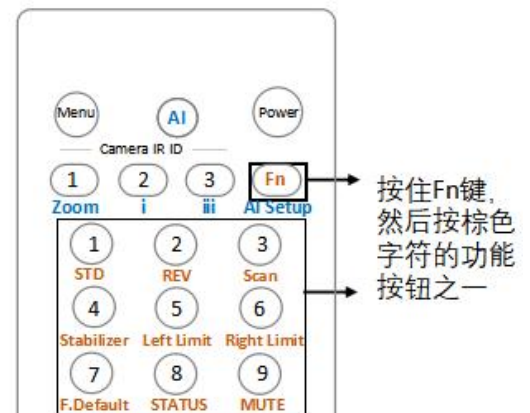 Menu AI Power
Camera IR ID
1 2 3 Fn
Zoom i iii AI Setup
按住Fn键,
然后按棕色
字符的功能
按钮之一
1 2 3
STD REV Scan
4 5 6
Stabilizer Left Limit Right Limit
7 8 9
F.Default STATUS MUTE